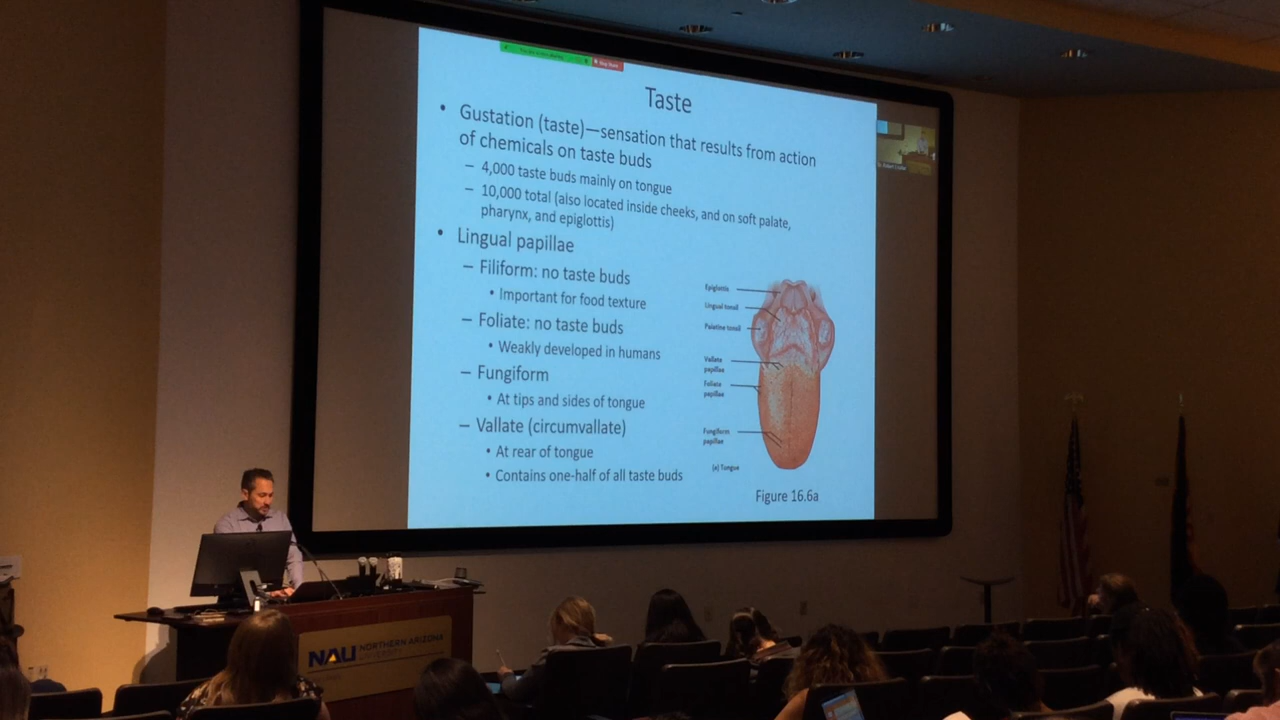 Taste
• Gustation (taste)—sensation that results from action
of chemicals on taste buds
– 4,000 taste buds mainly on tongue
– 10,000 total (also located inside cheeks, and on soft palate,
pharynx, and epiglottis)
• Lingual papillae
– Filiform: no taste buds
• Important for food texture
– Foliate: no taste buds
• Weakly developed in humans
– Fungiform
• At tips and sides of tongue
– Vallate (circumvallate)
• At rear of tongue
• Contains one-half of all taste buds
Epiglottis
Lingual tonsil
Palatine tonsil
Vallate
papillae
Foliate
papillae
Fungiform
papillae
(a) Tongue
Figure 16.6a
NAU NORTHERN ARIZONA
UNIVERSITY